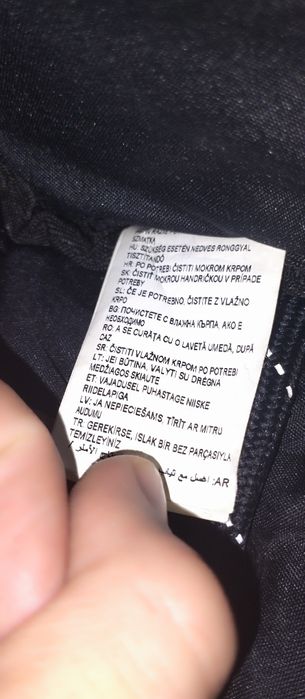 SZMATKĄ
HU: SZÜKSÉG ESETÉN NEDVES RONGGYAL
TISZTÍTANDÓ
HR: PO POTREBI ČISTITI MOKROM KRPOM
SK: ČISTIŤ MOKROU HANDRIČKOU V PRÍPADE
POTREBY
SL: ČE JE POTREBNO, ČISTITE Z VLAŽNO
KRPO
BG: ПОЧИСТЕТЕ С ВЛАЖНА КЪРПА, АКО Е
НЕОБХОДИМО
RO: A SE CURĂȚA CU O LAVETĂ UMEDĂ, DUPĂ
CAZ
SR: ČISTITI VLAŽNOM KRPOM PO POTREBI
LT: JEI BŪTINA, VALYTI SU DRĖGNA
MEDŽIAGOS SKIAUTE
ET: VAJADUSEL PUHASTAGE NIISKE
RIIDELAPIGA
LV: JA NEPIECIEŠAMS, TĪRĪT AR MITRU
AUDUMU
TR: GEREKİRSE, ISLAK BİR BEZ PARÇASIYLA
TEMİZLEYİNİZ
AR: